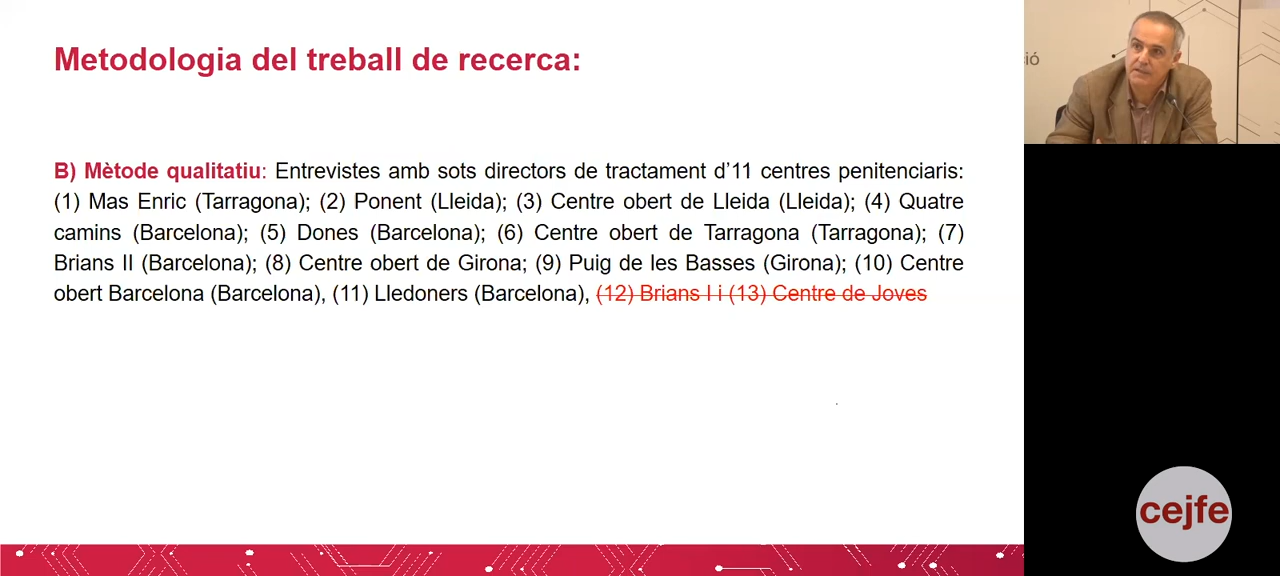 Metodologia del treball de recerca:
B) Mètode qualitatiu: Entrevistes amb sots directors de tractament d’11 centres penitenciaris:
(1) Mas Enric (Tarragona); (2) Ponent (Lleida); (3) Centre obert de Lleida (Lleida); (4) Quatre
camins (Barcelona); (5) Dones (Barcelona); (6) Centre obert de Tarragona (Tarragona); (7)
Brians II (Barcelona); (8) Centre obert de Girona; (9) Puig de les Basses (Girona); (10) Centre
obert Barcelona (Barcelona), (11) Lledoners (Barcelona), (12) Brians I i (13) Centre de Joves
ió
cejfe